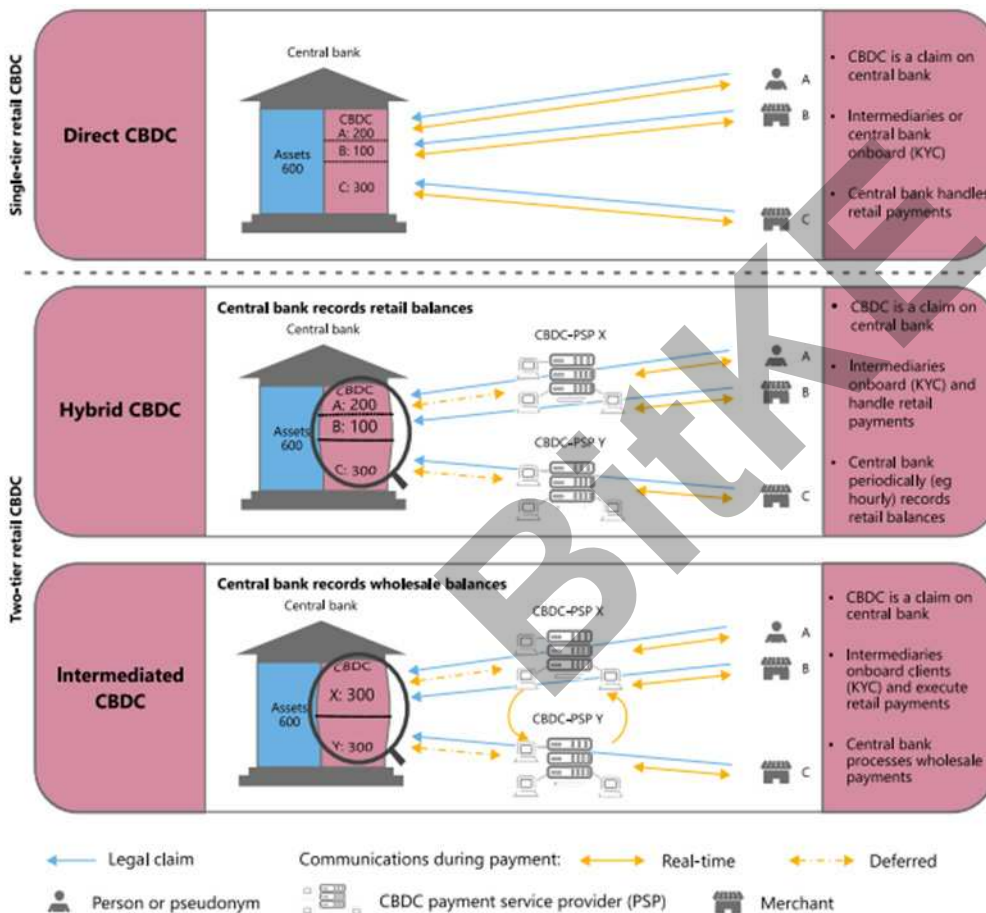 Single-tier retail CBDC
Direct CBDC
Central bank
Assets
600
CBDC
A: 200
B: 100
C: 300
A
B
C
• CBDC is a claim on
central bank
• Intermediaries or
central bank
onboard (KYC)
• Central bank handles
retail payments
Two-tier retail CBDC
Hybrid CBDC
Central bank records retail balances
Central bank
Assets
600
CBDC
A: 200
B: 100
C: 300
CBDC-PSP X
CBDC-PSP Y
A
B
C
• CBDC is a claim on
central bank
• Intermediaries
onboard (KYC) and
handle retail
payments
• Central bank
periodically (eg
hourly) records
retail balances
Intermediated
CBDC
Central bank records wholesale balances
Central bank
Assets
600
CBDC
X: 300
Y: 300
CBDC-PSP X
CBDC-PSP Y
A
B
C
• CBDC is a claim on
central bank
• Intermediaries
onboard clients
(KYC) and execute
retail payments
• Central bank
processes wholesale
payments
Legal claim
Communications during payment:
Real-time
Deferred
Person or pseudonym
CBDC payment service provider (PSP)
Merchant
BitKE